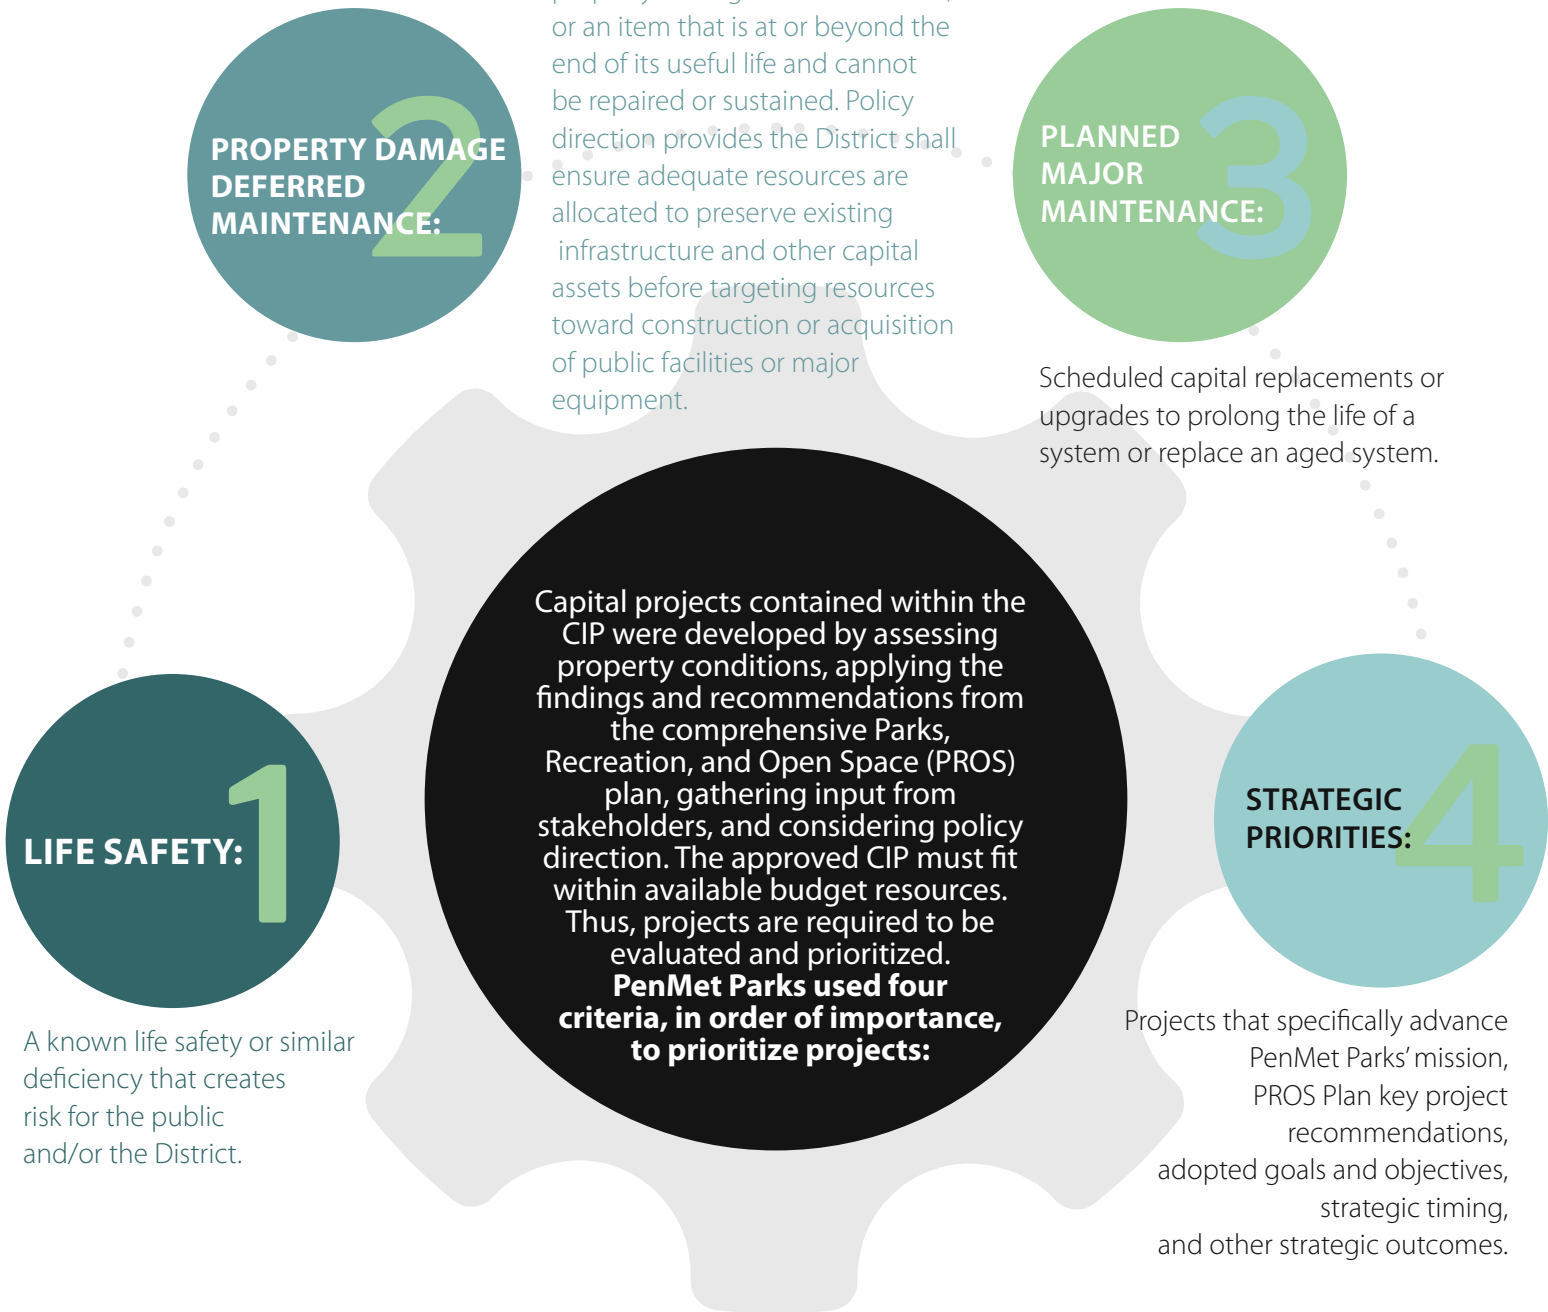 PROPERTY DAMAGE
DEFERRED
MAINTENANCE:
2
or an item that is at or beyond the
end of its useful life and cannot
be repaired or sustained. Policy
direction provides the District shall
ensure adequate resources are
allocated to preserve existing
infrastructure and other capital
assets before targeting resources
toward construction or acquisition
of public facilities or major
equipment.
PLANNED
MAJOR
MAINTENANCE:
3
Scheduled capital replacements or
upgrades to prolong the life of a
system or replace an aged system.
Capital projects contained within the
CIP were developed by assessing
property conditions, applying the
findings and recommendations from
the comprehensive Parks,
Recreation, and Open Space (PROS)
plan, gathering input from
stakeholders, and considering policy
direction. The approved CIP must fit
within available budget resources.
Thus, projects are required to be
evaluated and prioritized.
PenMet Parks used four
criteria, in order of importance,
to prioritize projects:
LIFE SAFETY:
1
A known life safety or similar
deficiency that creates
risk for the public
and/or the District.
STRATEGIC
PRIORITIES:
4
Projects that specifically advance
PenMet Parks’ mission,
PROS Plan key project
recommendations,
adopted goals and objectives,
strategic timing,
and other strategic outcomes.